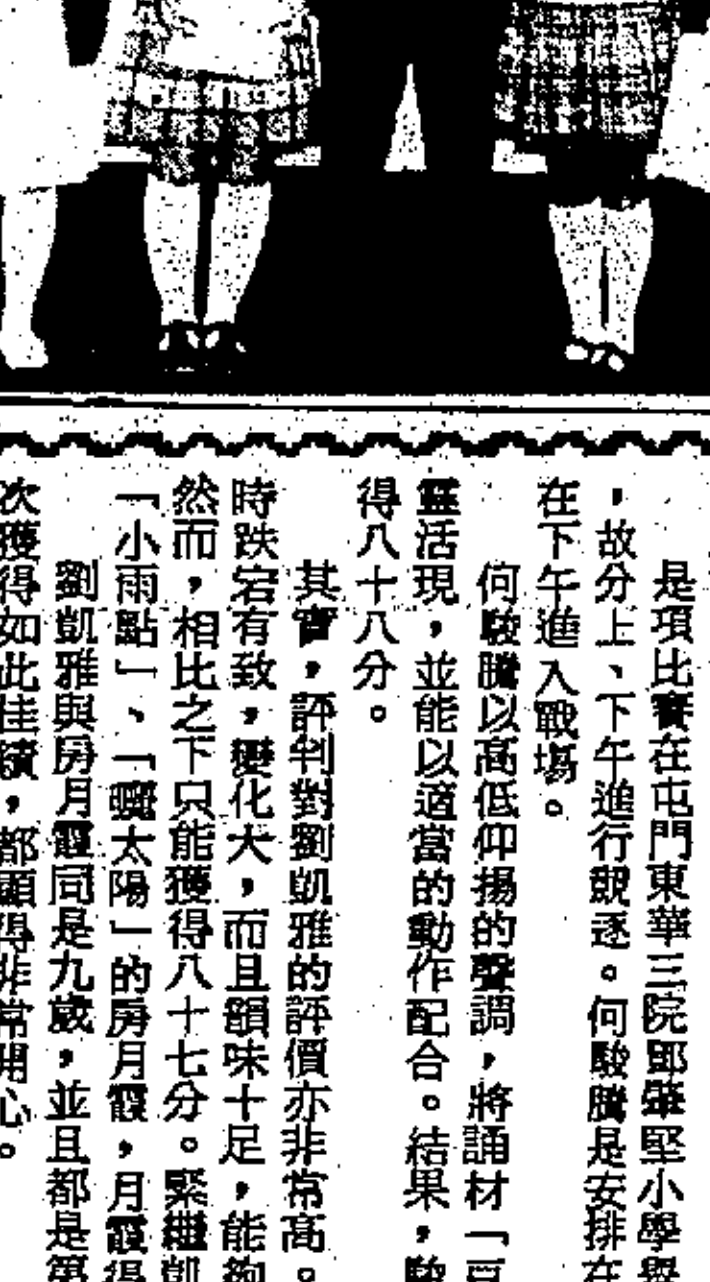 是項比賽在屯門東華三院鄧肇堅小學舉
，故分上、下午進行競逐。何駿騰是安排在
在下午進入戰場。
何駿騰以高低仰揚的聲調，將誦材「豆
靈活現，並能以適當的動作配合。結果，駿
得八十八分。
其實，評判對劉凱雅的評價亦非常高。
時跌宕有致，變化大，而且韻味十足，能夠
然而，相比之下只能獲得八十七分。緊繼凱
「小雨點」、「曬太陽」的房月霞，月霞得
劉凱雅與房月霞同是九歲，並且都是第
次獲得如此佳績，都顯得非常開心。